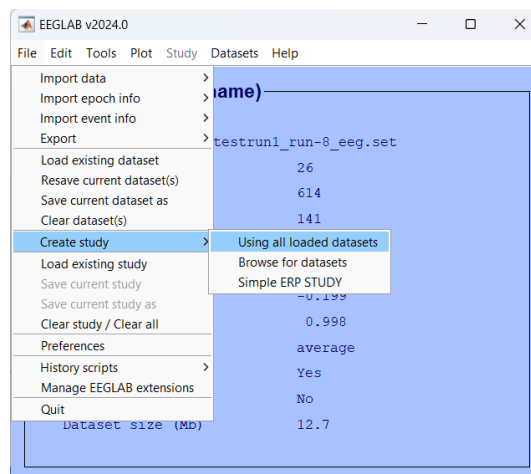 EEGLAB v2024.0
File Edit Tools Plot Study Datasets Help
Import data
Import epoch info
Import event info
Export
Load existing dataset
Resave current dataset(s)
Save current dataset as
Clear dataset(s)
Create study
Load existing study
Save current study
Save current study as
Clear study / Clear all
Preferences
History scripts
Manage EEGLAB extensions
Quit
Using all loaded datasets
Browse for datasets
Simple ERP STUDY
ame)
testrun1_run-8_eeg.set
26
614
141
-0.199
0.998
average
Yes
No
Dataset size (Mb) 12.7